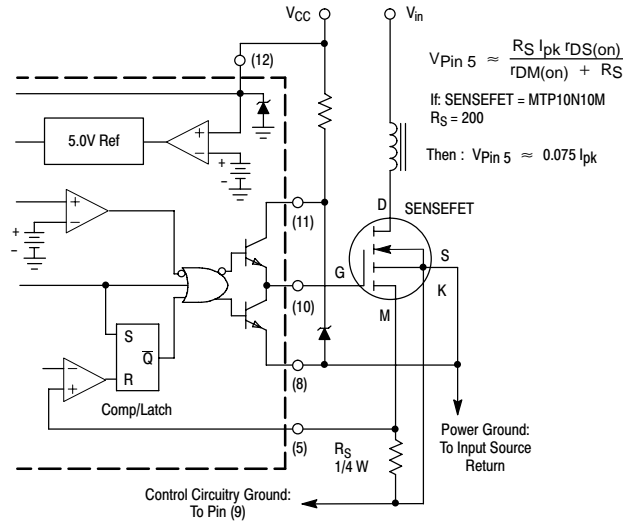 VCC
Vin
(12)
VPin 5 ≈ RS Ipk rDS(on) / rDM(on) + RS
If: SENSEFET = MTP10N10M
RS = 200
Then : VPin 5 ≈ 0.075 Ipk
5.0V Ref
+
–
+
–
(11)
D
SENSEFET
+
–
+
–
G
S
K
M
(10)
S
Q
R
–
+
Comp/Latch
(8)
(5)
RS
1/4 W
Power Ground:
To Input Source
Return
Control Circuitry Ground:
To Pin (9)